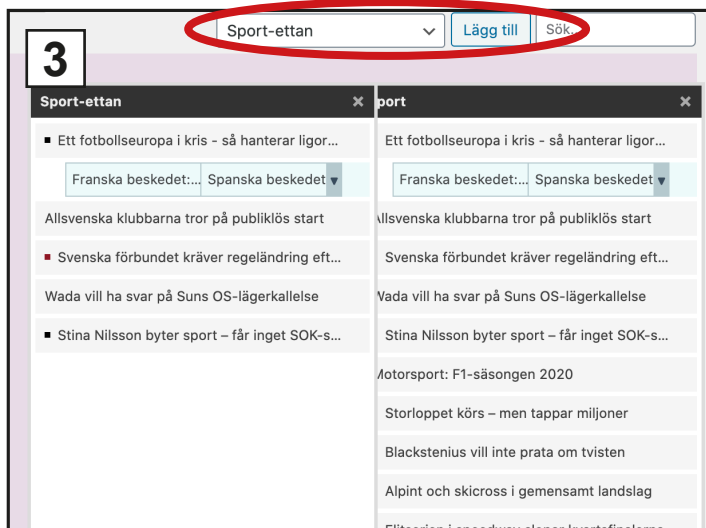 Sport-ettan
Lägg till
Sök.
3
Sport-ettan
Ett fotbollseuropa i kris - så hanterar ligor...
Franska beskedet:... Spanska beskedet
Allsvenska klubbarna tror på publiklös start
Svenska förbundet kräver regeländring eft...
Wada vill ha svar på Suns OS-lägerkallelse
Stina Nilsson byter sport – får inget SOK-s...
port
Ett fotbollseuropa i kris - så hanterar ligor...
Franska beskedet:... Spanska beskedet
Allsvenska klubbarna tror på publiklös start
Svenska förbundet kräver regeländring eft...
Wada vill ha svar på Suns OS-lägerkallelse
Stina Nilsson byter sport – får inget SOK-s...
Motorsport: F1-säsongen 2020
Storloppet körs – men tappar miljoner
Blackstenius vill inte prata om tvisten
Alpint och skicross i gemensamt landslag